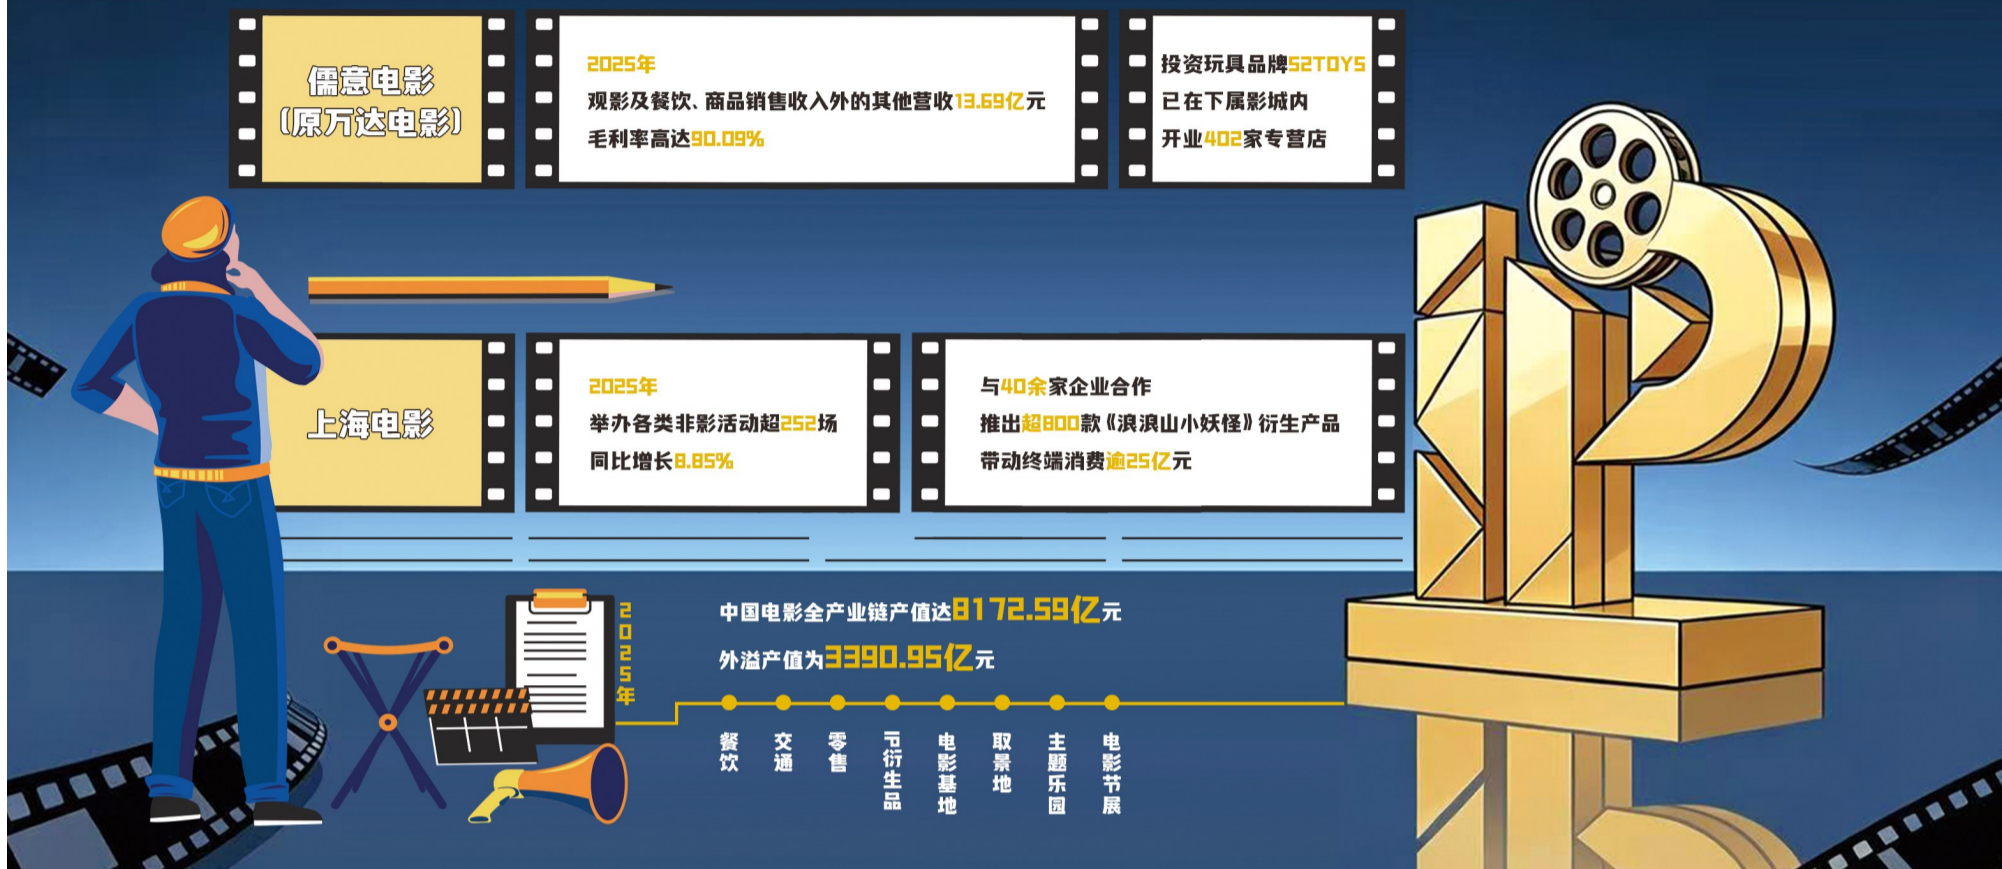 儒意电影
(原万达电影)
2025年
观影及餐饮、商品销售收入外的其他营收13.69亿元
毛利率高达90.09%
投资玩具品牌52TOYS
已在下属影城内
开业402家专营店
上海电影
2025年
举办各类非影活动超252场
同比增长8.85%
与40余家企业合作
推出超800款《浪浪山小妖怪》衍生产品
带动终端消费逾25亿元
2025年
中国电影全产业链产值达8172.59亿元
外溢产值为3390.95亿元
餐饮
交通
零售
IP衍生品
电影基地
取景地
主题乐园
电影节展
IP